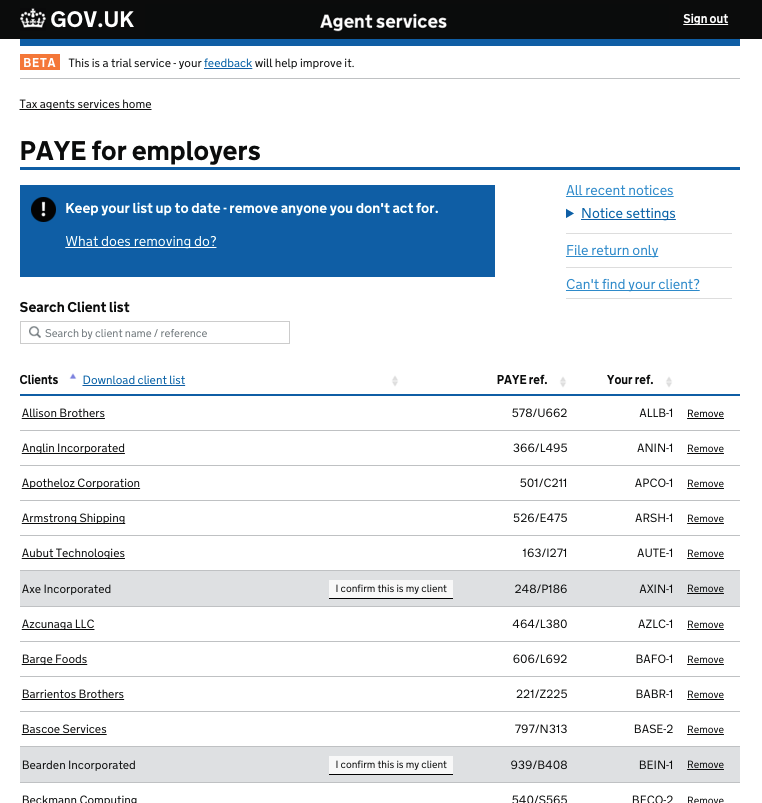 GOV.UK Agent services Sign out
BETA This is a trial service - your feedback will help improve it.
Tax agents services home
PAYE for employers
! Keep your list up to date - remove anyone you don't act for.
What does removing do?
All recent notices
Notice settings
File return only
Can't find your client?
Search Client list
Search by client name / reference
Clients Download client list PAYE ref. Your ref.
Allison Brothers 578/U662 ALLB-1 Remove
Anglin Incorporated 366/L495 ANIN-1 Remove
Apotheloz Corporation 501/C211 APCO-1 Remove
Armstrong Shipping 526/E475 ARSH-1 Remove
Aubut Technologies 163/I271 AUTE-1 Remove
Axe Incorporated I confirm this is my client 248/P186 AXIN-1 Remove
Azcunaga LLC 464/L380 AZLC-1 Remove
Barge Foods 606/L692 BAFO-1 Remove
Barrientos Brothers 221/Z225 BABR-1 Remove
Bascoe Services 797/N313 BASE-2 Remove
Bearden Incorporated I confirm this is my client 939/B408 BEIN-1 Remove
Beckmann Computing 540/S565 BECO-2 Remove